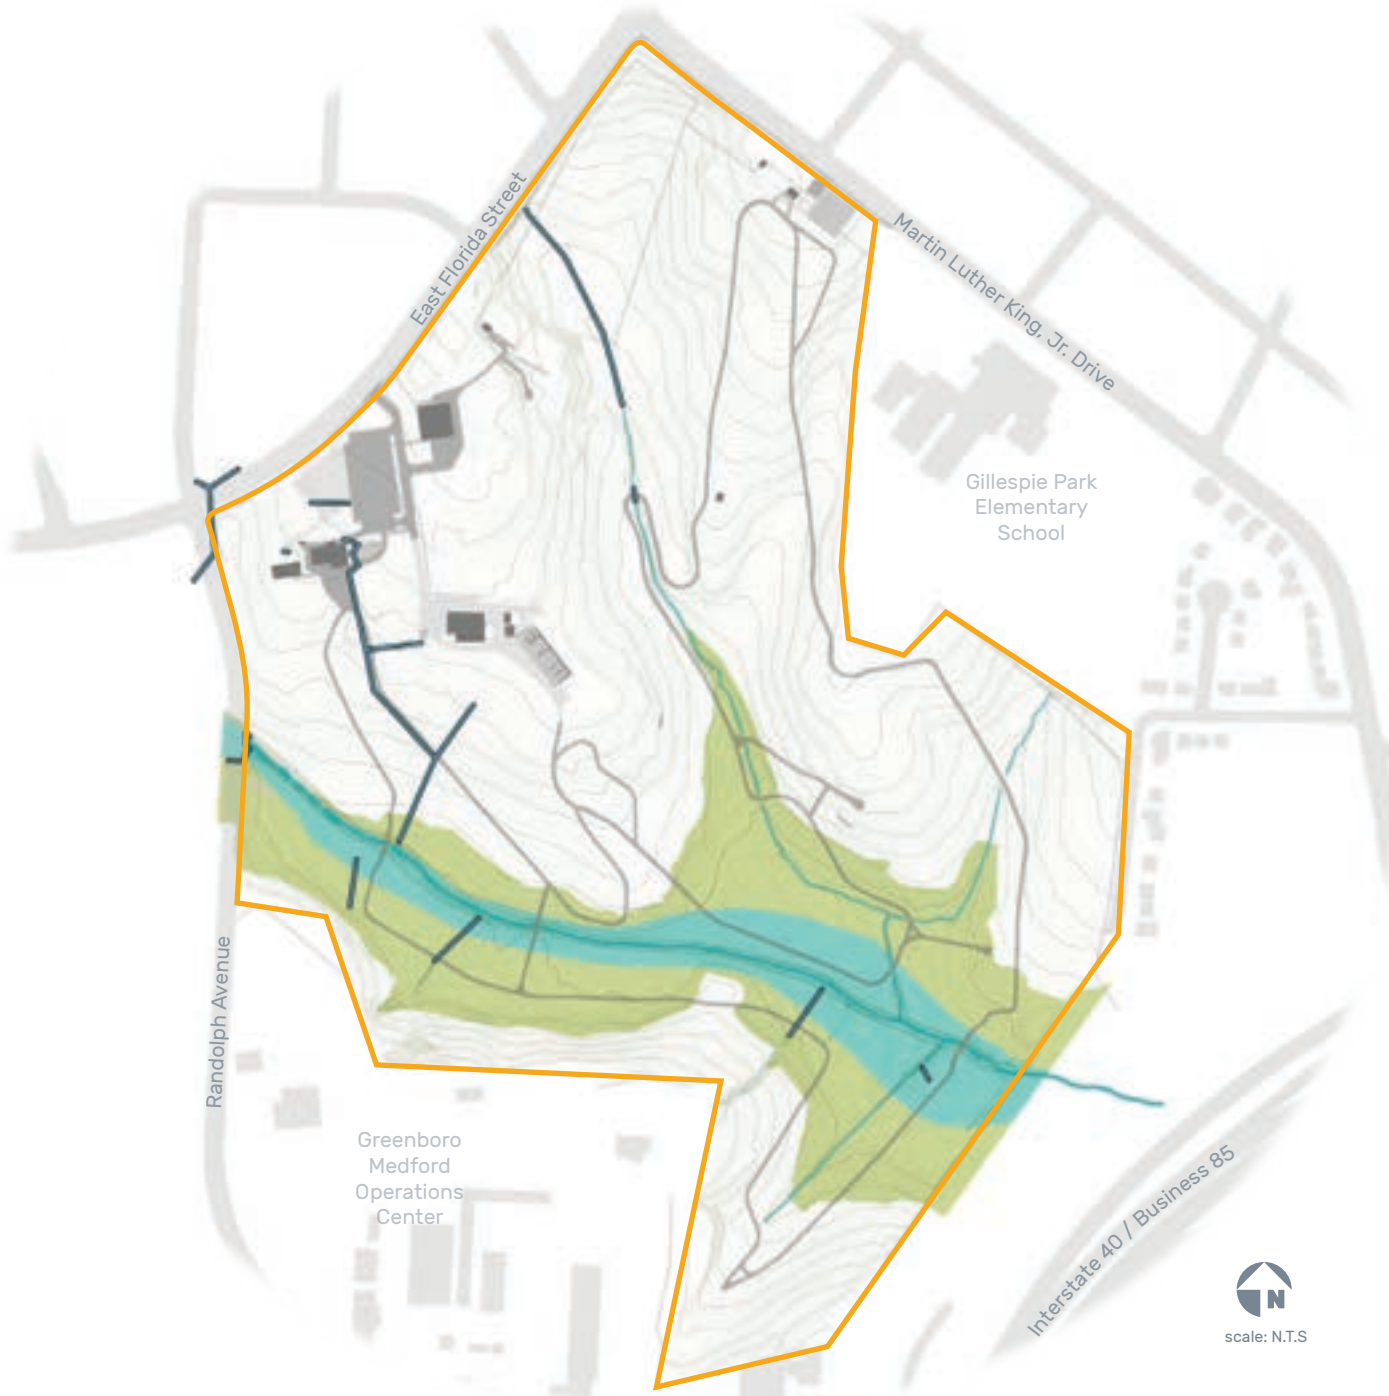 East Florida Street
Martin Luther King, Jr. Drive
Gillespie Park
Elementary
School
Randolph Avenue
Greenboro
Medford
Operations
Center
Interstate 40 / Business 85
N
scale: N.T.S